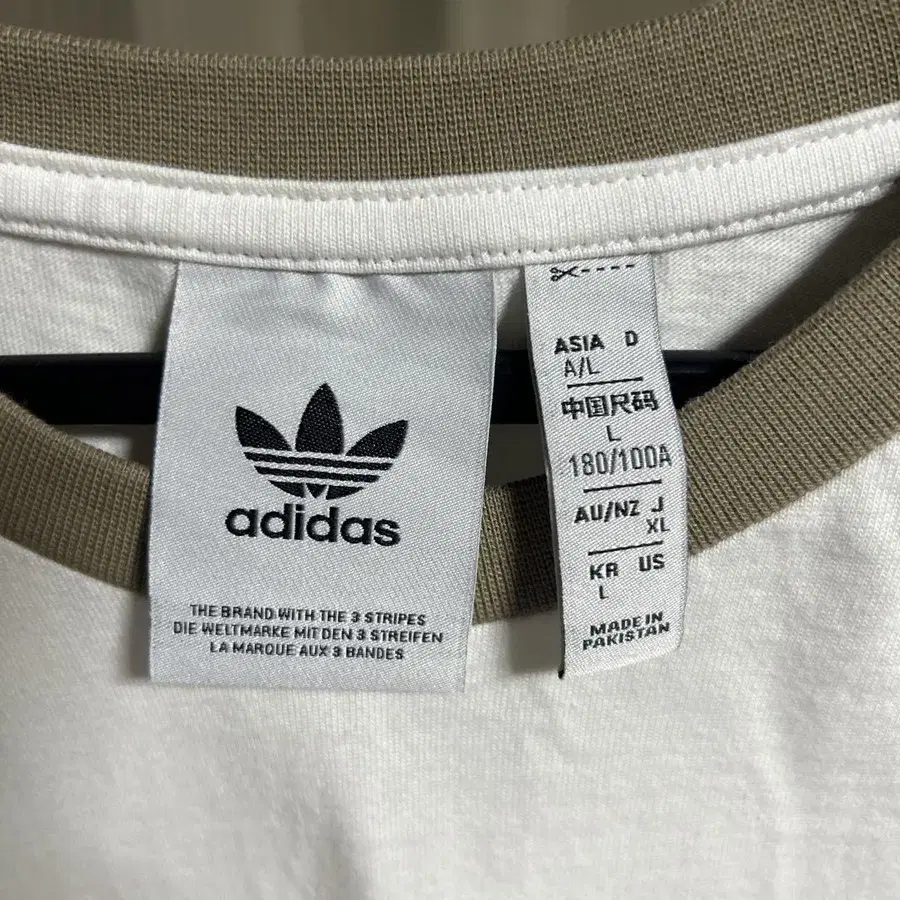 adidas
THE BRAND WITH THE 3 STRIPES
DIE WELTMARKE MIT DEN 3 STREIFEN
LA MARQUE AUX 3 BANDES
ASIA D
A/L
中国尺码
L
180/100A
AU/NZ J
XL
KR US
L
MADE IN
PAKISTAN